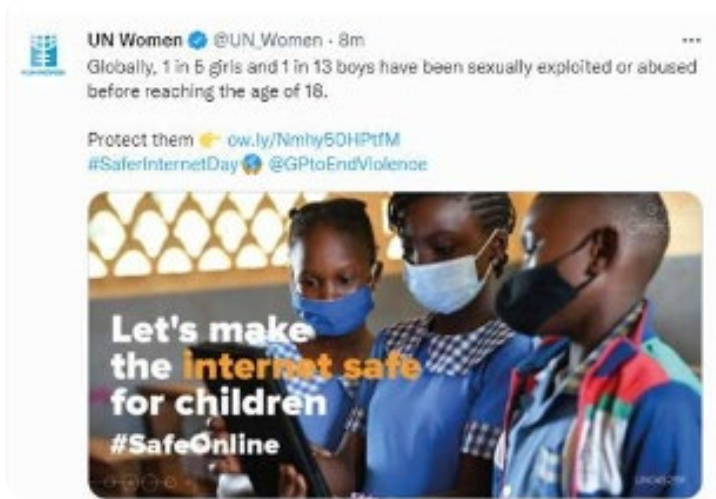 UN Women @UN_Women · 8m
Globally, 1 in 5 girls and 1 in 13 boys have been sexually exploited or abused
before reaching the age of 18.
Protect them 👉 ow.ly/Nmhy50HPtfM
#SaferInternetDay @GPtoEndViolence
Let's make
the internet safe
for children
#SafeOnline